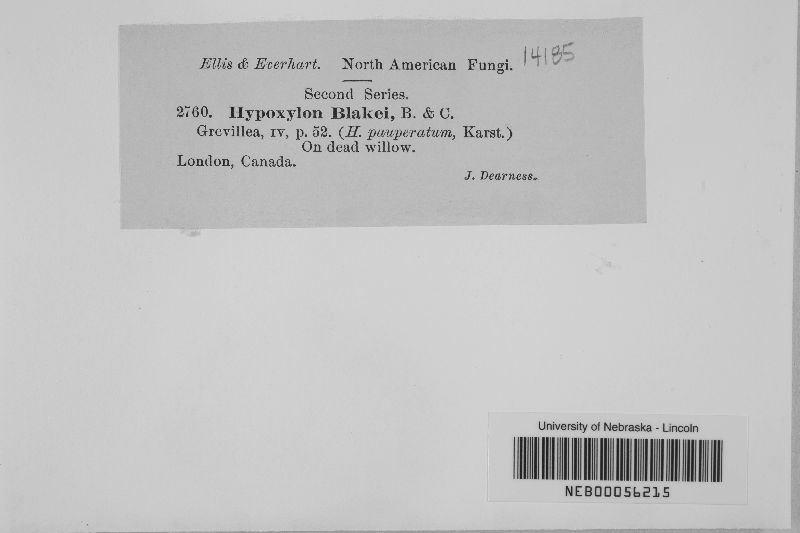 Ellis & Everhart. North American Fungi. 14185
Second Series.
2760. Hypoxylon Blakei, B. & C.
Grevillea, IV, p. 52. (H. pauperatum, Karst.)
On dead willow.
London, Canada.
J. Dearness.
University of Nebraska - Lincoln
NEB00056215